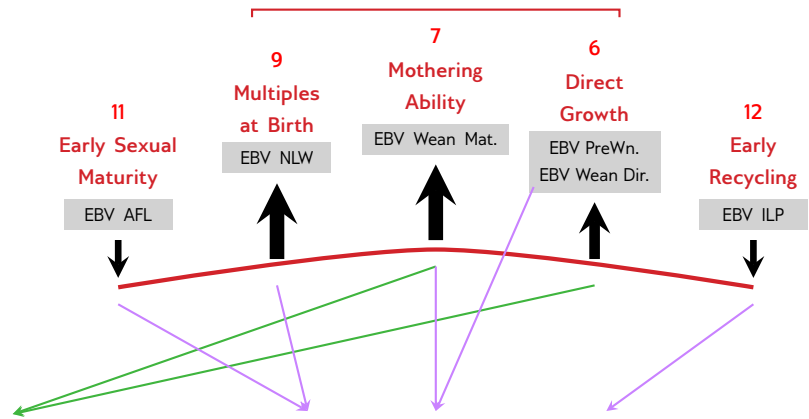 11
Early Sexual
Maturity
EBV AFL
9
Multiples
at Birth
EBV NLW
7
Mothering
Ability
EBV Wean Mat.
6
Direct
Growth
EBV PreWn.
EBV Wean Dir.
12
Early
Recycling
EBV ILP